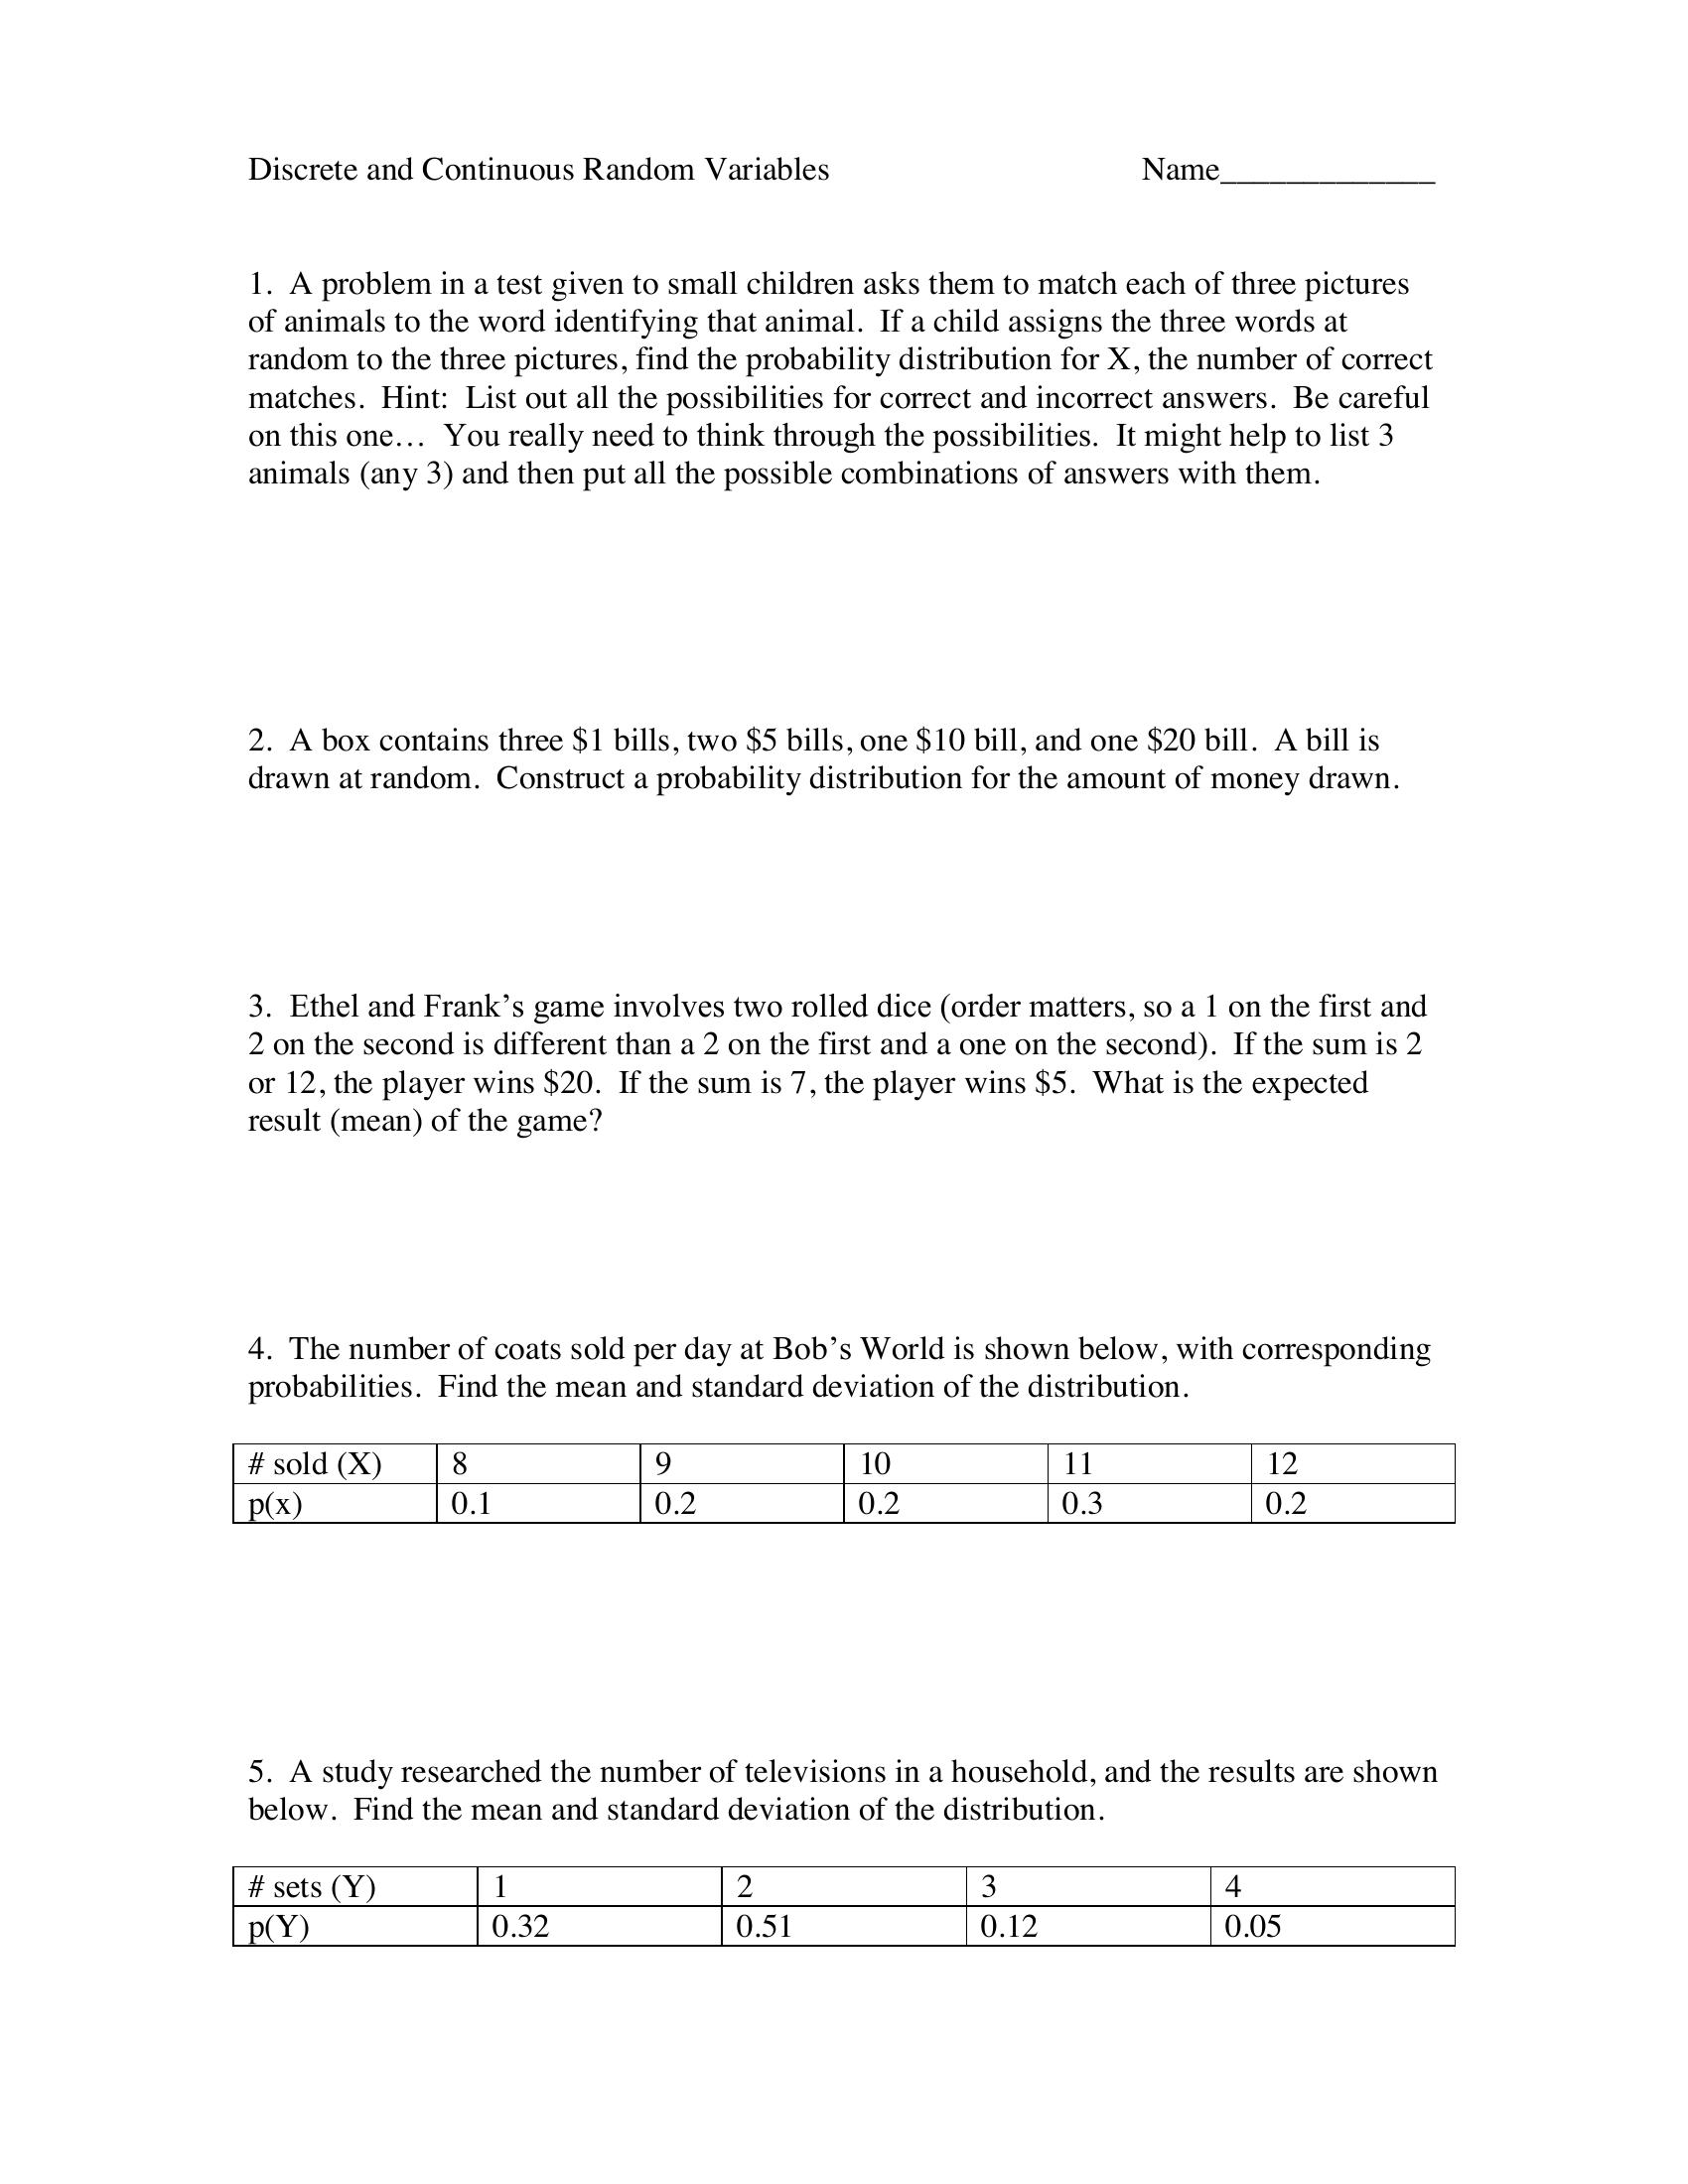 Discrete and Continuous Random Variables Name_____________
1.  A problem in a test given to small children asks them to match each of three pictures
of animals to the word identifying that animal.  If a child assigns the three words at
random to the three pictures, find the probability distribution for X, the number of correct
matches.  Hint:  List out all the possibilities for correct and incorrect answers.  Be careful
on this one…  You really need to think through the possibilities.  It might help to list 3
animals (any 3) and then put all the possible combinations of answers with them.
2.  A box contains three $1 bills, two $5 bills, one $10 bill, and one $20 bill.  A bill is
drawn at random.  Construct a probability distribution for the amount of money drawn.
3.  Ethel and Frank’s game involves two rolled dice (order matters, so a 1 on the first and
2 on the second is different than a 2 on the first and a one on the second).  If the sum is 2
or 12, the player wins $20.  If the sum is 7, the player wins $5.  What is the expected
result (mean) of the game?
4.  The number of coats sold per day at Bob’s World is shown below, with corresponding
probabilities.  Find the mean and standard deviation of the distribution.
# sold (X) 8 9 10 11 12
p(x) 0.1 0.2 0.2 0.3 0.2
5.  A study researched the number of televisions in a household, and the results are shown
below.  Find the mean and standard deviation of the distribution.
# sets (Y) 1 2 3 4
p(Y) 0.32 0.51 0.12 0.05